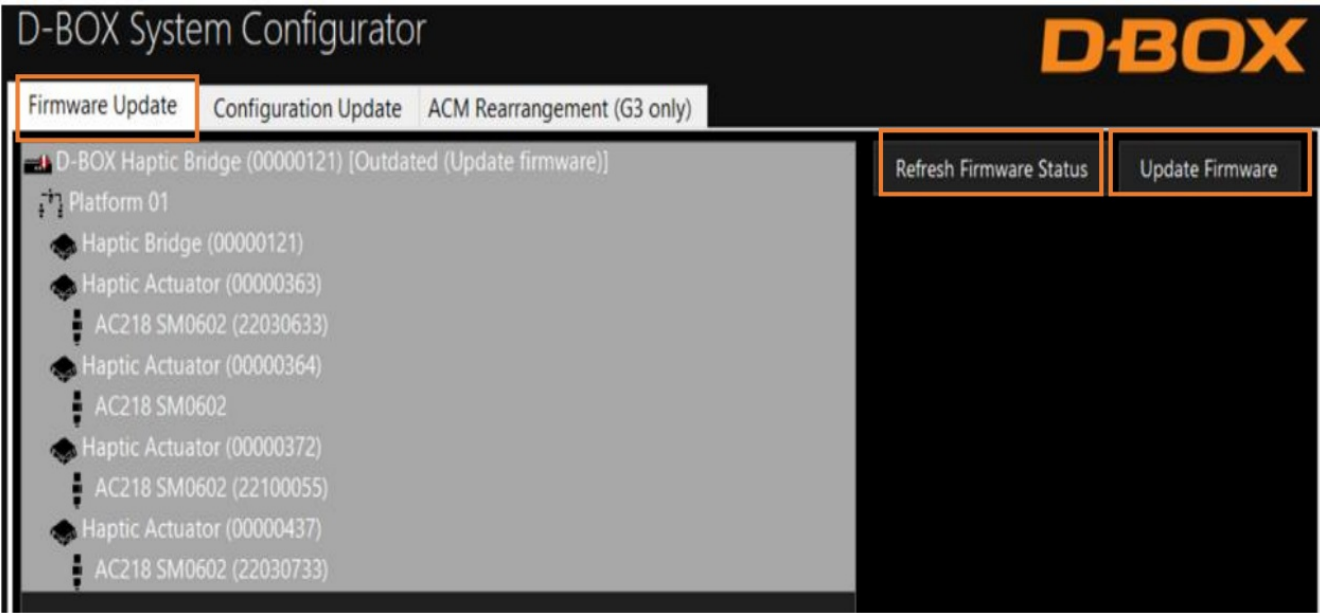 D-BOX System Configurator
D-BOX
Firmware Update
Configuration Update
ACM Rearrangement (G3 only)
D-BOX Haptic Bridge (00000121) [Outdated (Update firmware)]
Refresh Firmware Status
Update Firmware
Platform 01
Haptic Bridge (00000121)
Haptic Actuator (00000363)
AC218 SM0602 (22030633)
Haptic Actuator (00000364)
AC218 SM0602
Haptic Actuator (00000372)
AC218 SM0602 (22100055)
Haptic Actuator (00000437)
AC218 SM0602 (22030733)